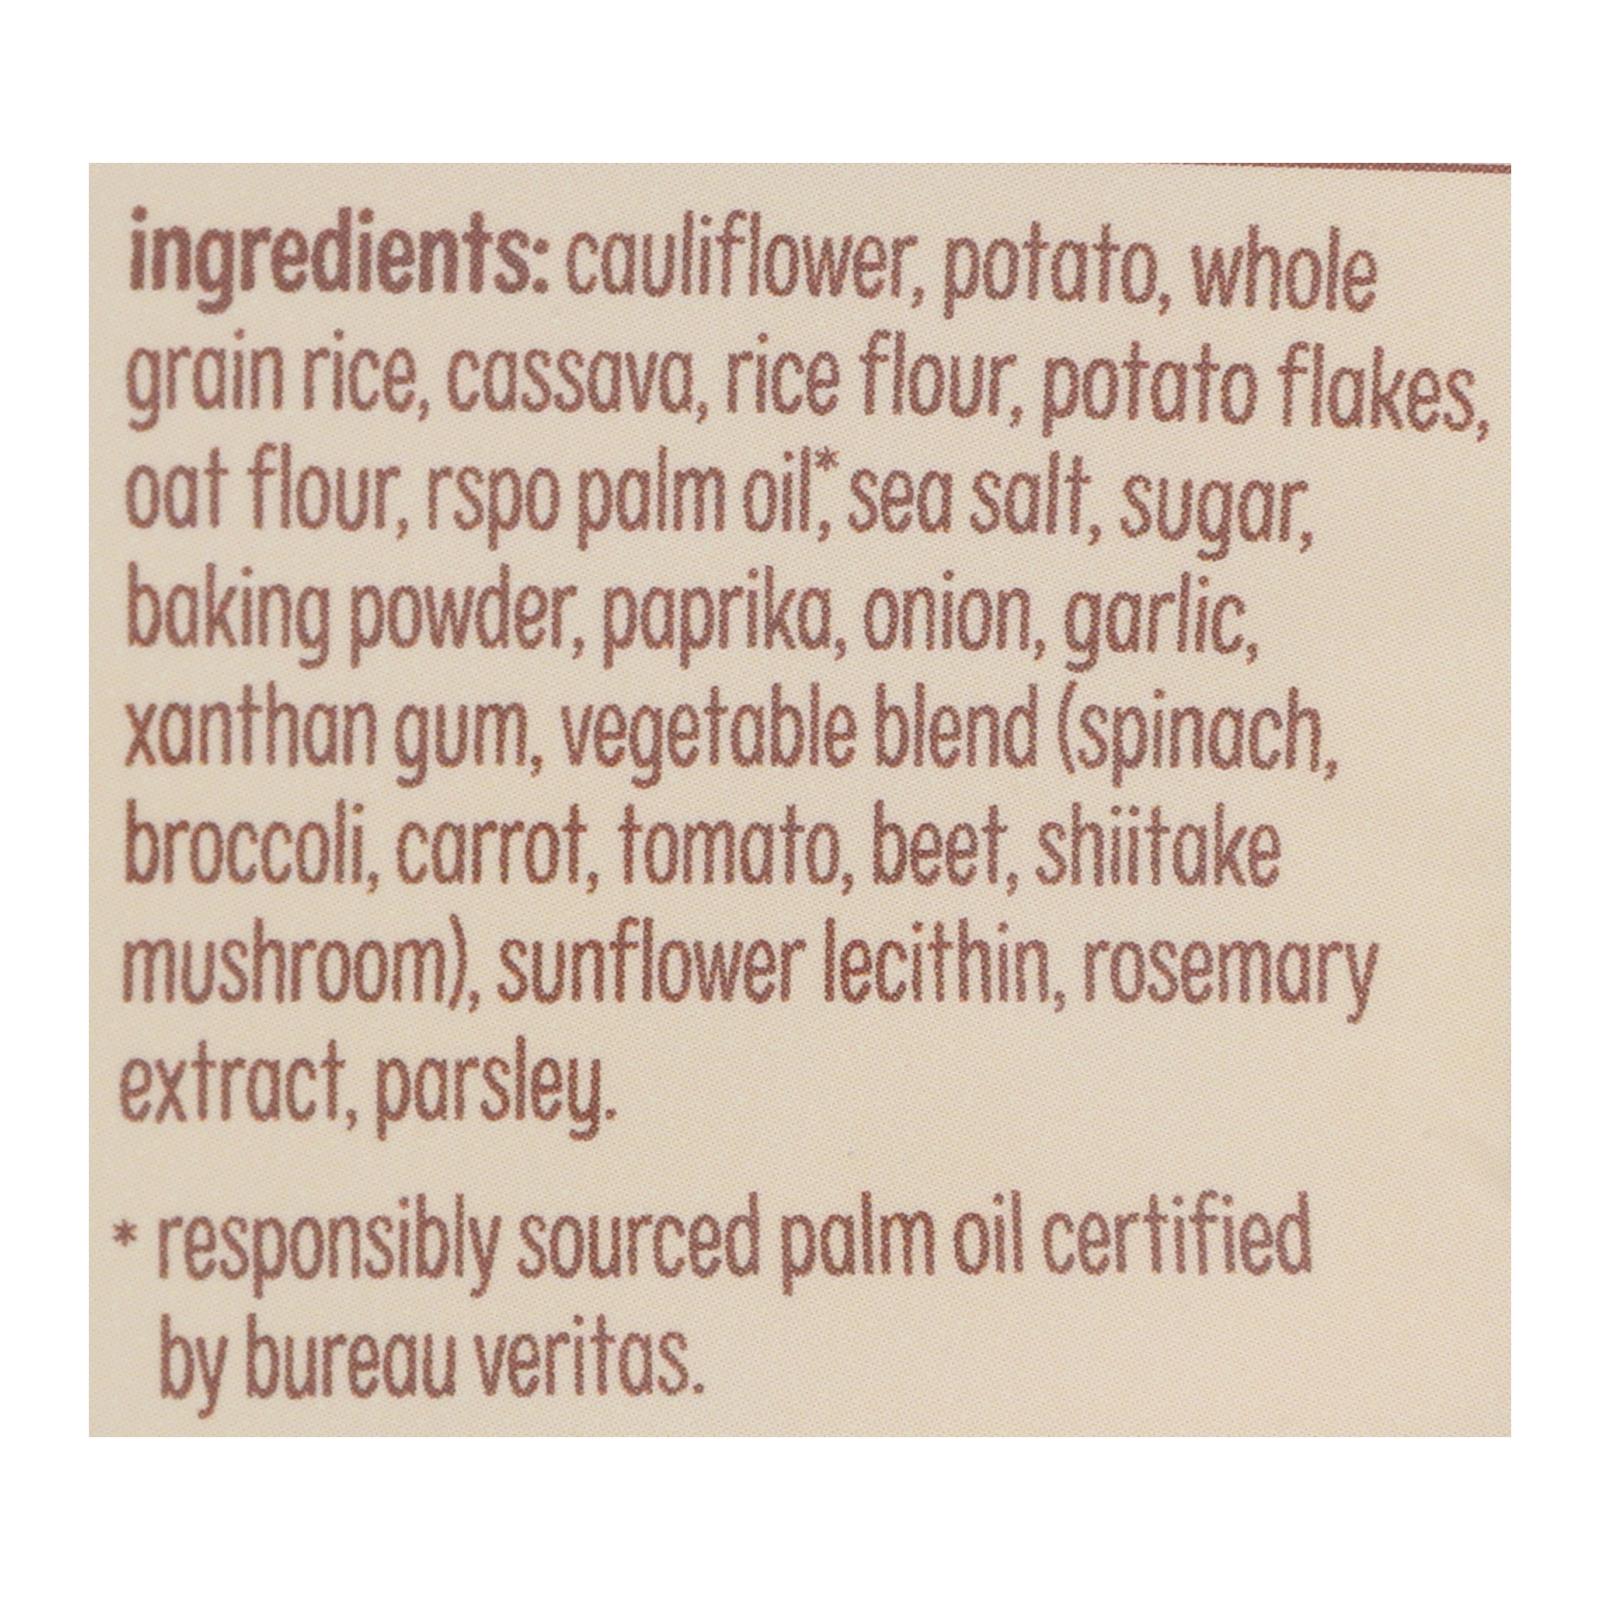 ingredients: cauliflower, potato, whole
grain rice, cassava, rice flour, potato flakes,
oat flour, rspo palm oil*, sea salt, sugar,
baking powder, paprika, onion, garlic,
xanthan gum, vegetable blend (spinach,
broccoli, carrot, tomato, beet, shiitake
mushroom), sunflower lecithin, rosemary
extract, parsley.
* responsibly sourced palm oil certified
by bureau veritas.